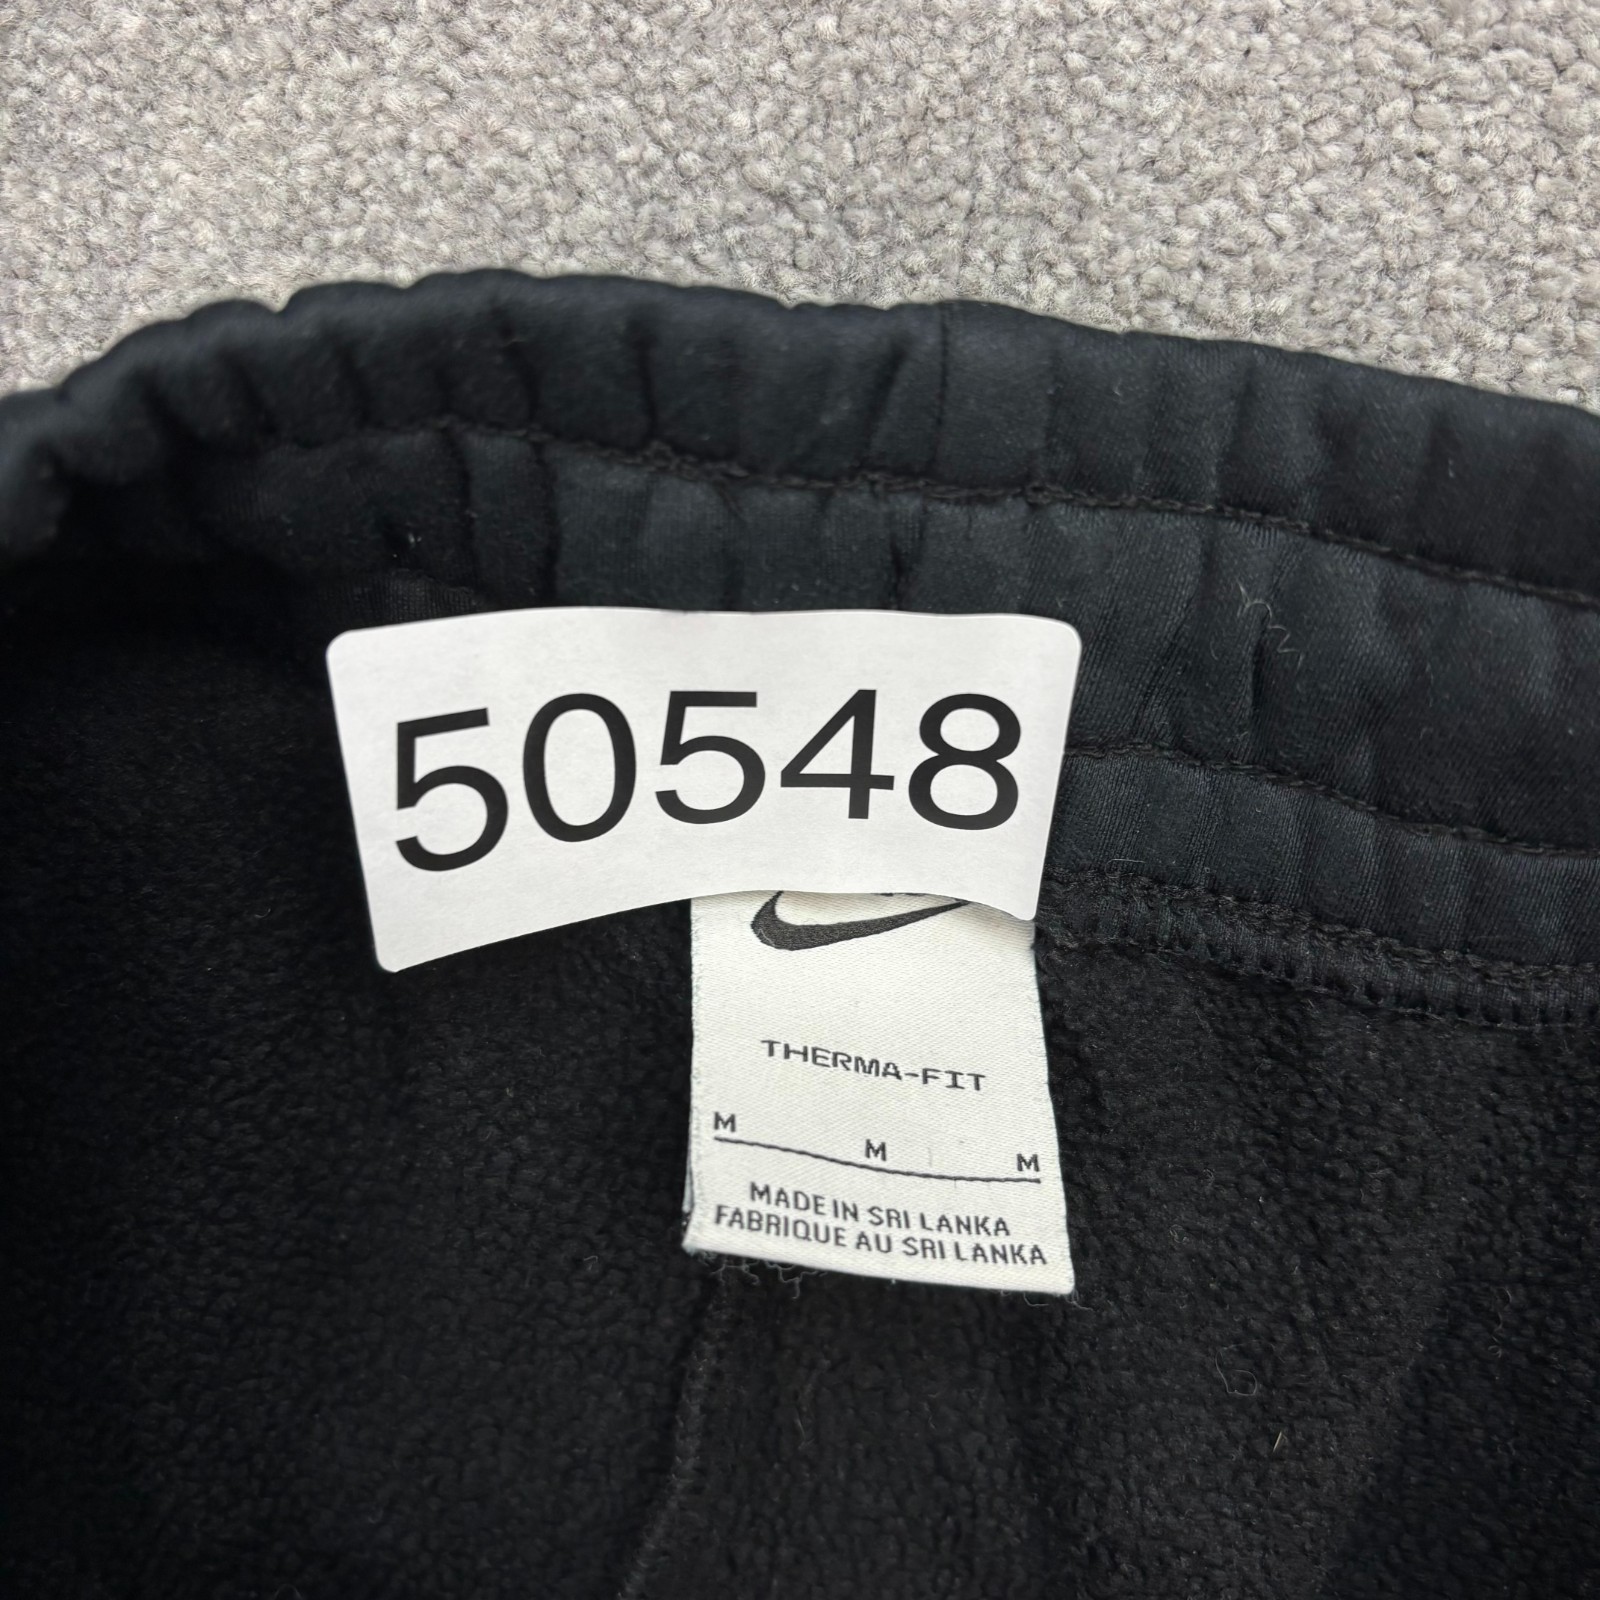 50548
THERMA-FIT
M M M
MADE IN SRI LANKA
FABRIQUE AU SRI LANKA